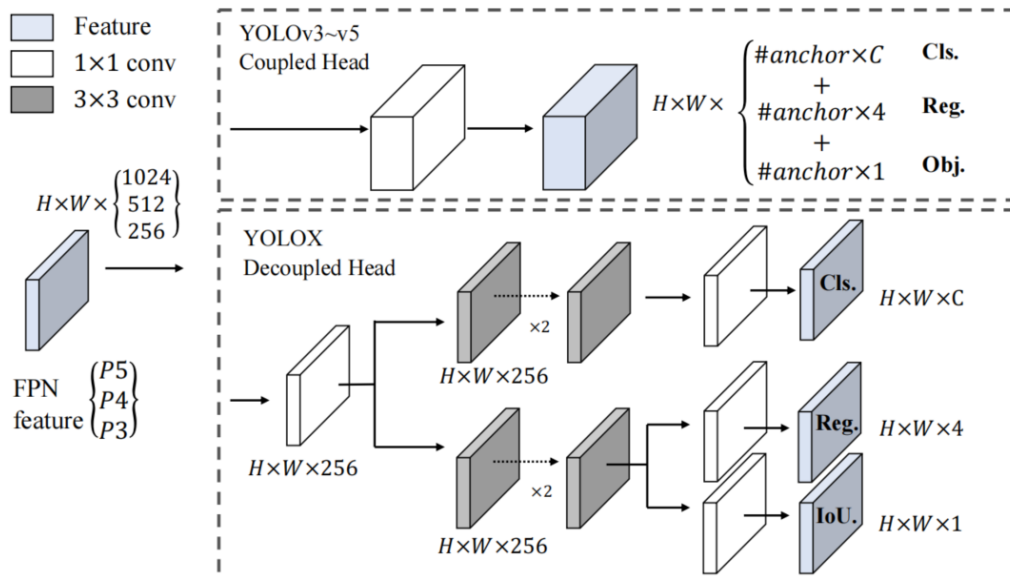 Feature
1×1 conv
3×3 conv
H×W×{1024
512
256}
FPN
feature
{P5
P4
P3}
YOLOv3~v5
Coupled Head
H×W×
{#anchor×C Cls.
+
#anchor×4 Reg.
+
#anchor×1 Obj.
YOLOX
Decoupled Head
H×W×256
×2
H×W×256
Cls.
H×W×C
×2
H×W×256
Reg.
H×W×4
IoU.
H×W×1